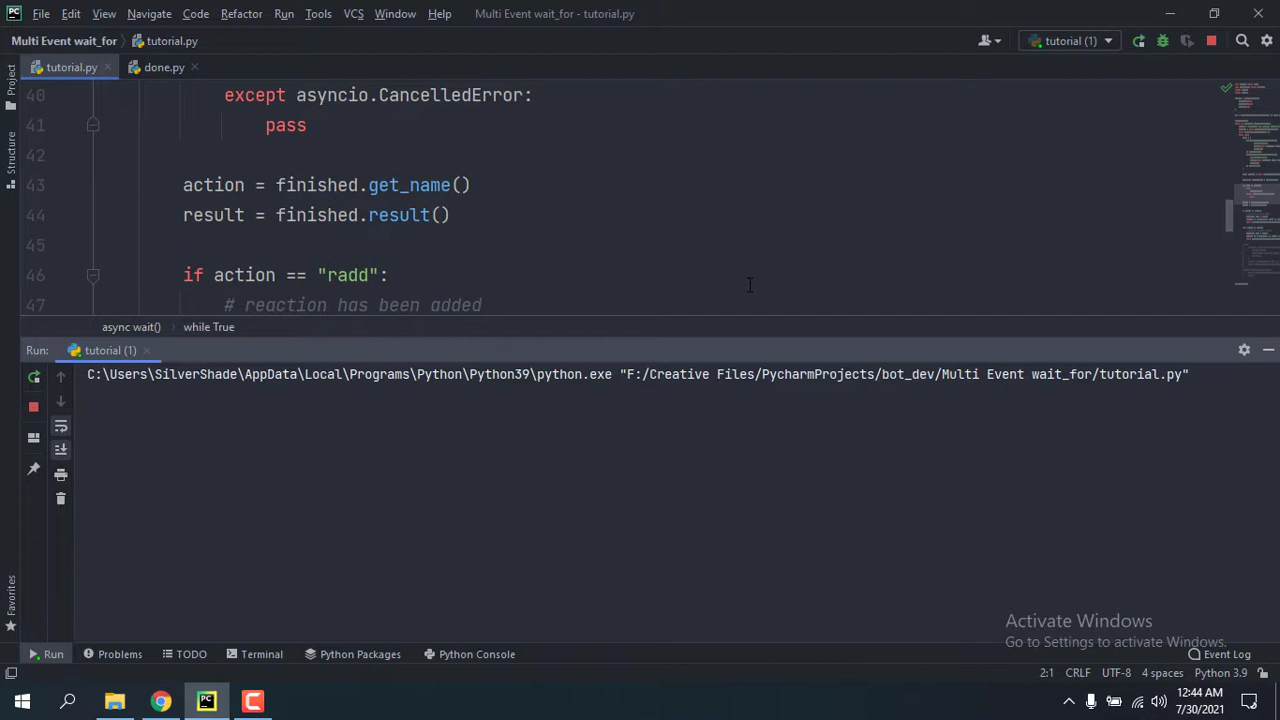 File Edit View Navigate Code Refactor Run Tools VCS Window Help Multi Event wait_for - tutorial.py
Multi Event wait_for tutorial.py tutorial (1)
tutorial.py done.py
Project
Structure
Favorites
40 except asyncio.CancelledError:
41 pass
42
43 action = finished.get_name()
44 result = finished.result()
45
46 if action == "radd":
47 # reaction has been added
async wait() while True
Run: tutorial (1)
C:\Users\SilverShade\AppData\Local\Programs\Python\Python39\python.exe "F:/Creative Files/PycharmProjects/bot_dev/Multi Event wait_for/tutorial.py"
Activate Windows
Go to Settings to activate Windows.
Run Problems TODO Terminal Python Packages Python Console Event Log
2:1 CRLF UTF-8 4 spaces Python 3.9
12:44 AM
7/30/2021